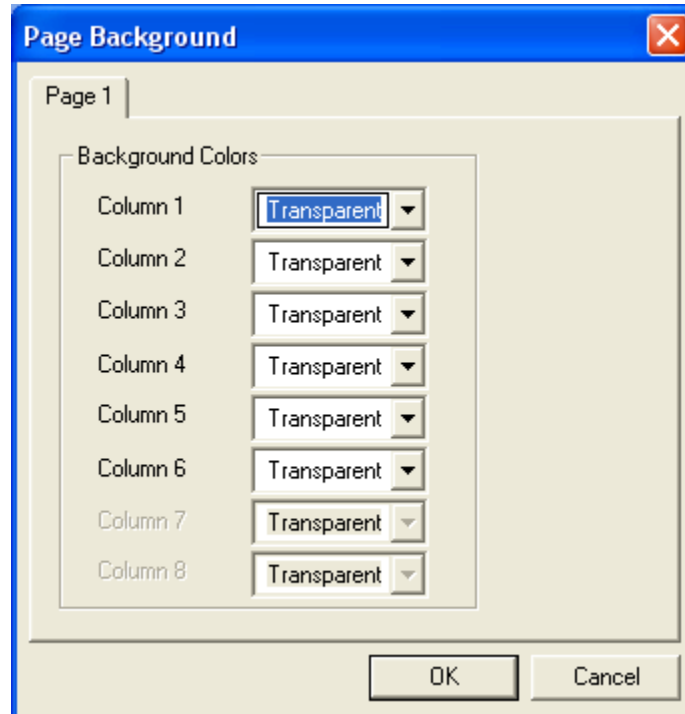 Page Background
Page 1
Background Colors
Column 1 Transparent
Column 2 Transparent
Column 3 Transparent
Column 4 Transparent
Column 5 Transparent
Column 6 Transparent
Column 7 Transparent
Column 8 Transparent
OK Cancel